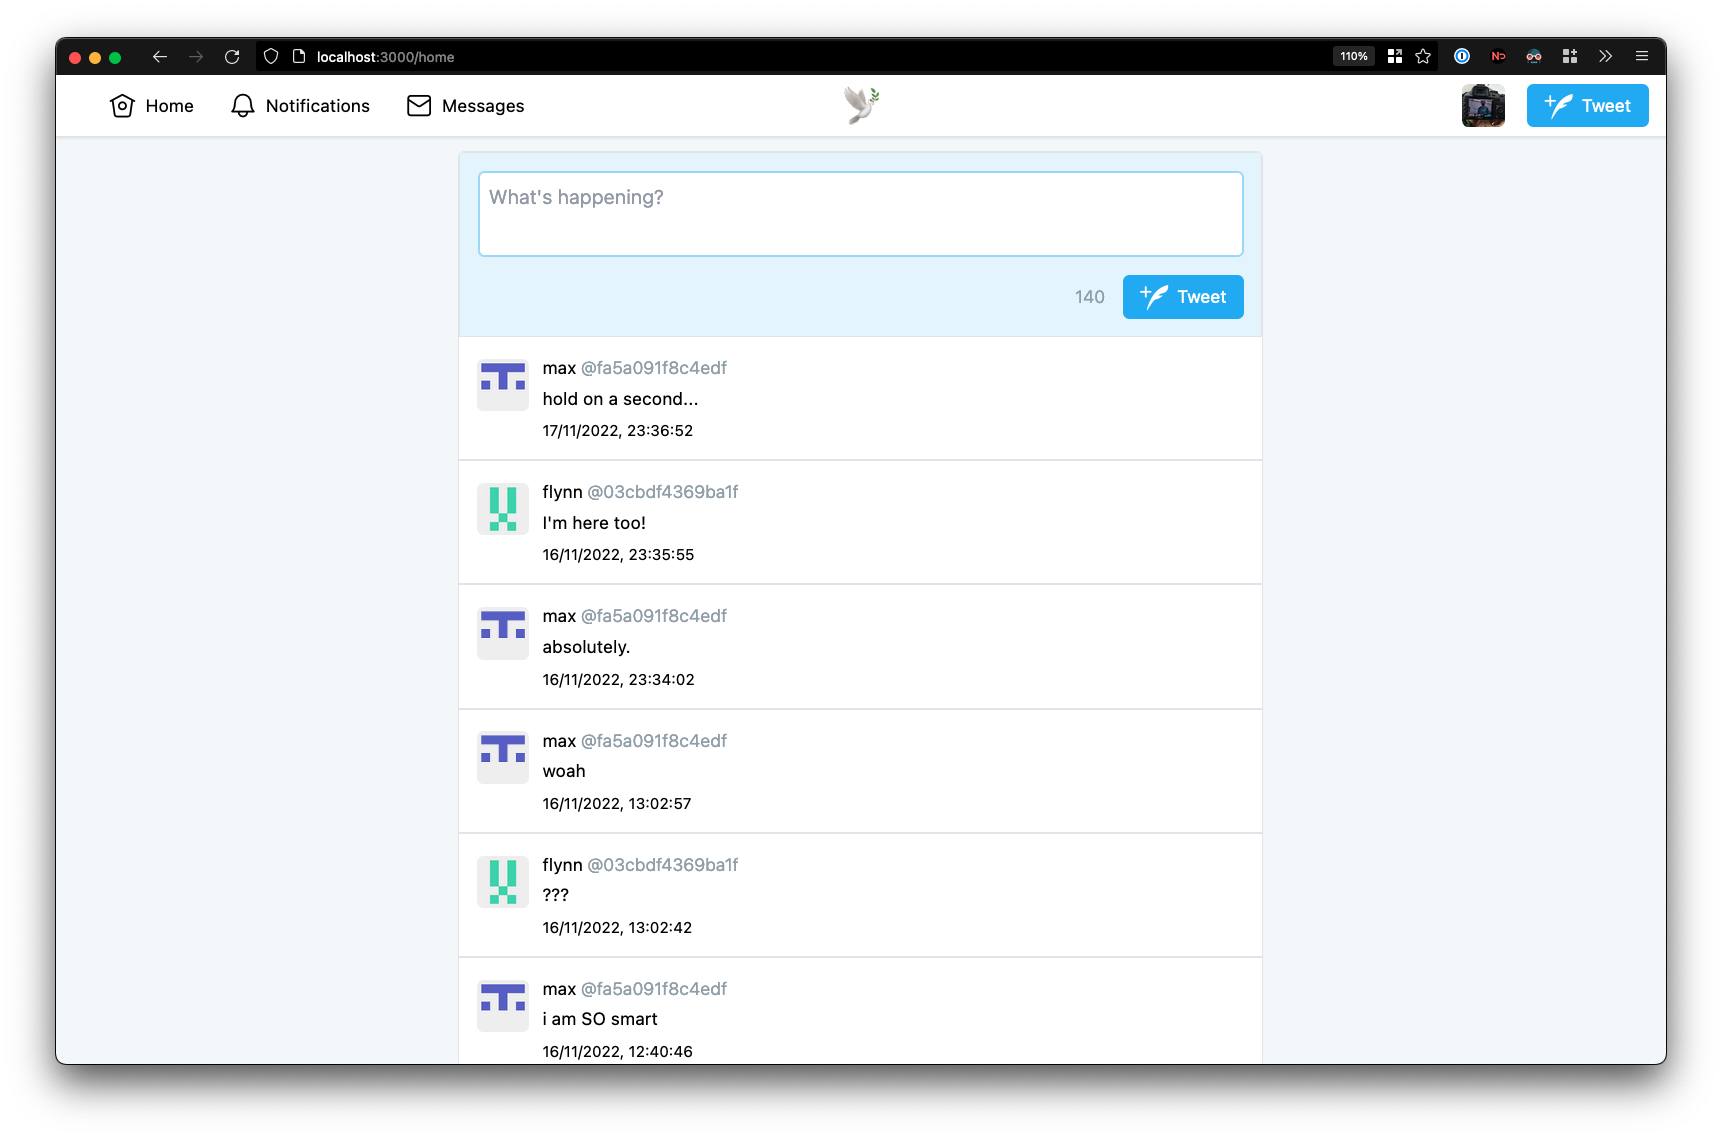 localhost:3000/home
110%
Home
Notifications
Messages
Tweet
What's happening?
140
Tweet
max @fa5a091f8c4edf
hold on a second...
17/11/2022, 23:36:52
flynn @03cbdf4369ba1f
I'm here too!
16/11/2022, 23:35:55
max @fa5a091f8c4edf
absolutely.
16/11/2022, 23:34:02
max @fa5a091f8c4edf
woah
16/11/2022, 13:02:57
flynn @03cbdf4369ba1f
???
16/11/2022, 13:02:42
max @fa5a091f8c4edf
i am SO smart
16/11/2022, 12:40:46